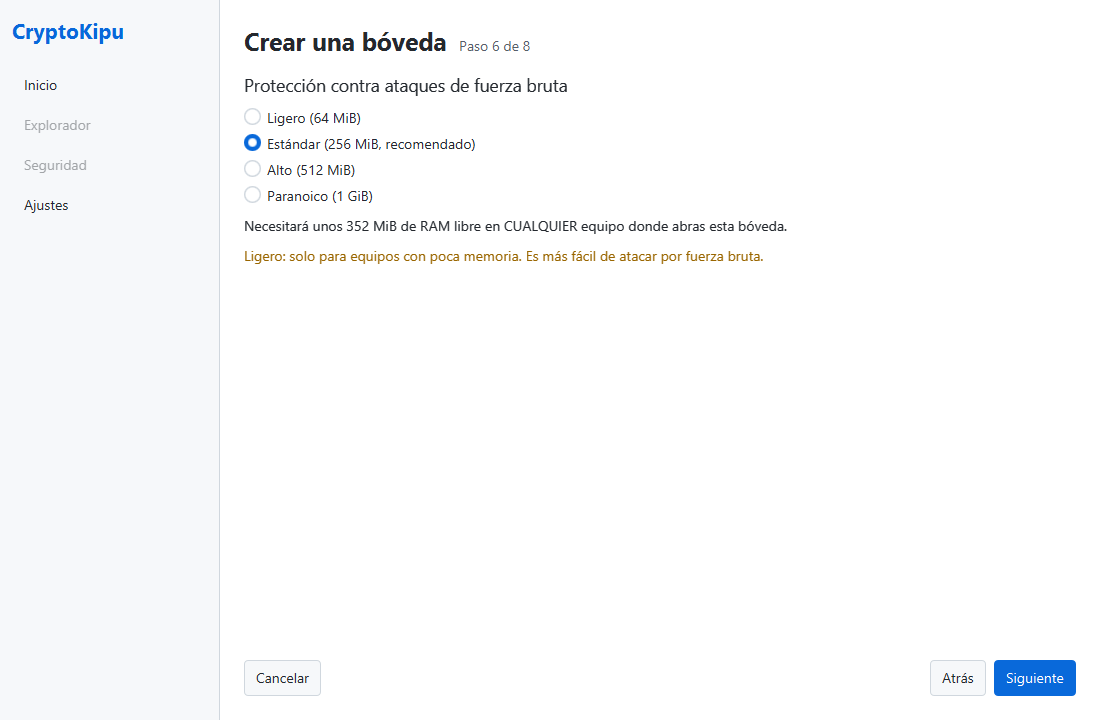 CryptoKipu
Inicio
Explorador
Seguridad
Ajustes
Crear una bóveda Paso 6 de 8
Protección contra ataques de fuerza bruta
Ligero (64 MiB)
Estándar (256 MiB, recomendado)
Alto (512 MiB)
Paranoico (1 GiB)
Necesitará unos 352 MiB de RAM libre en CUALQUIER equipo donde abras esta bóveda.
Ligero: solo para equipos con poca memoria. Es más fácil de atacar por fuerza bruta.
Cancelar
Atrás
Siguiente